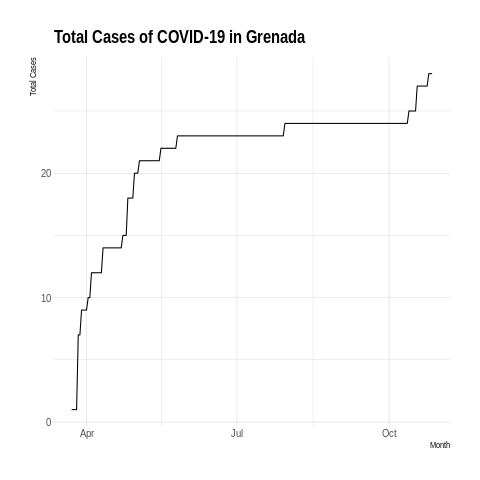 Total Cases of COVID-19 in Grenada
Total Cases
20
10
0
Apr
Jul
Oct
Month